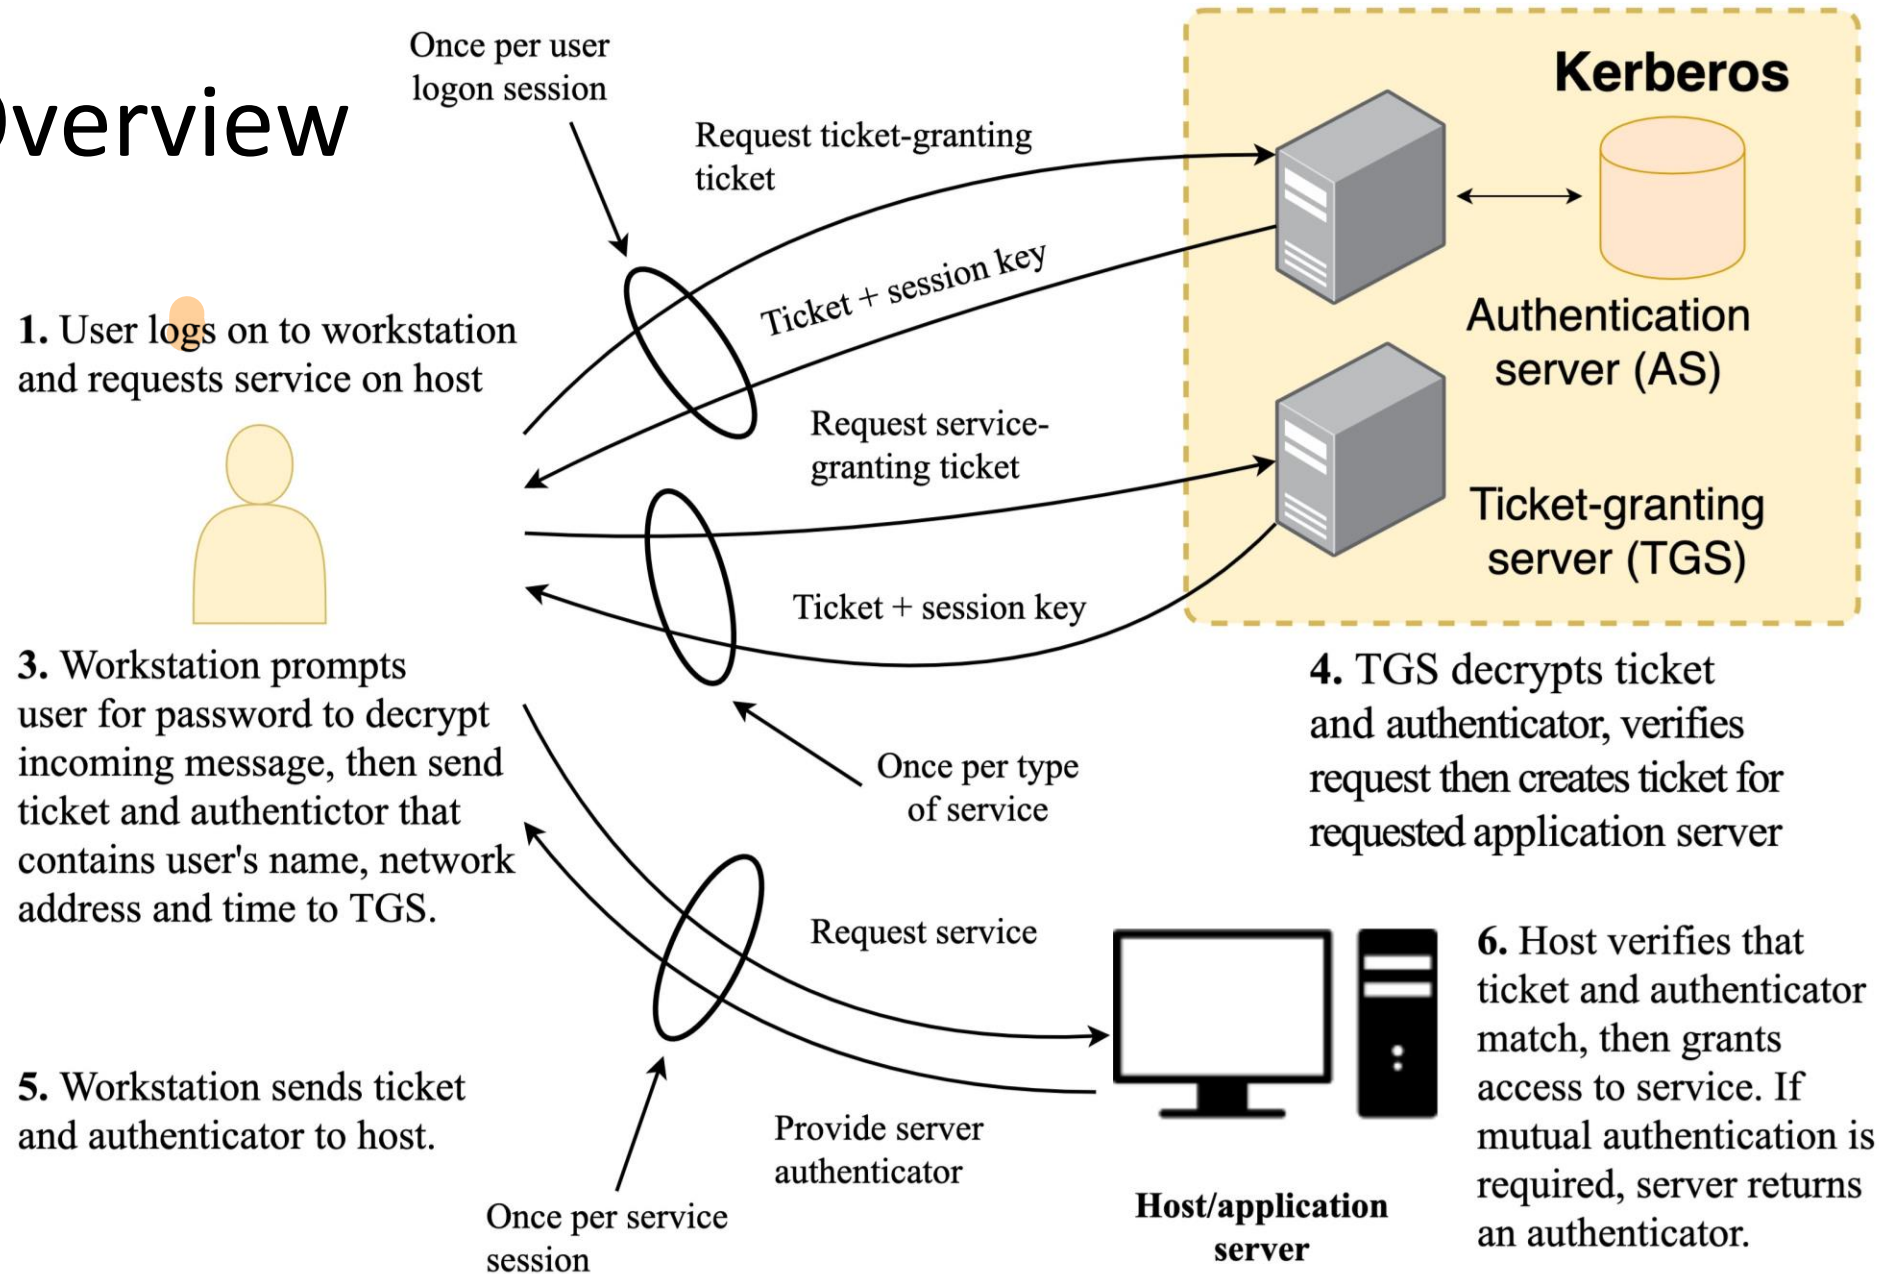 Overview
Once per user
logon session
Request ticket-granting
ticket
Kerberos
Ticket + session key
Authentication
server (AS)
1. User logs on to workstation
and requests service on host
Request service-
granting ticket
Ticket-granting
server (TGS)
Ticket + session key
3. Workstation prompts
user for password to decrypt
incoming message, then send
ticket and authentictor that
contains user's name, network
address and time to TGS.
4. TGS decrypts ticket
and authenticator, verifies
request then creates ticket for
requested application server
Once per type
of service
Request service
6. Host verifies that
ticket and authenticator
match, then grants
access to service. If
mutual authentication is
required, server returns
an authenticator.
5. Workstation sends ticket
and authenticator to host.
Provide server
authenticator
Once per service
session
Host/application
server